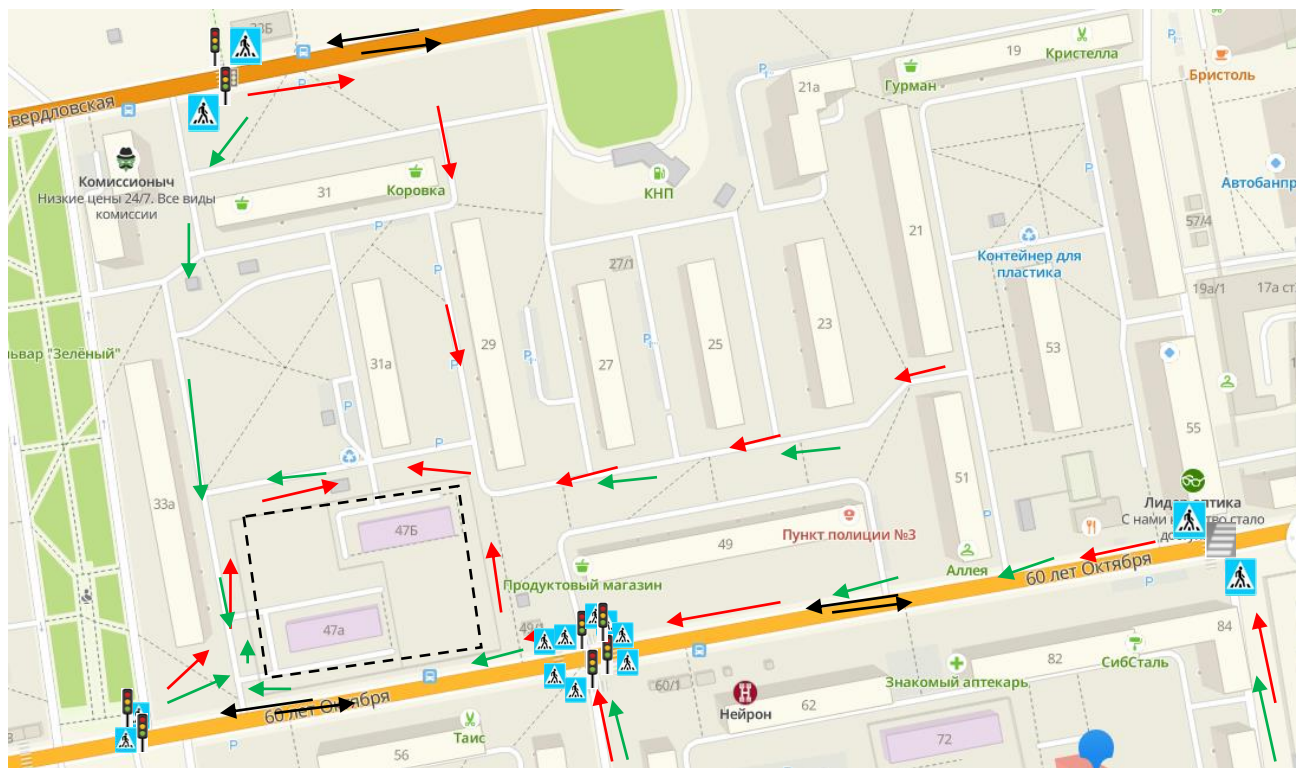 33Б
19
Кристелла
Гурман
21а
Бристоль
вердловская
Комиссионыч
Низкие цены 24/7. Все виды
комиссии
31
Коровка
КНП
Автобанпр
57/4
21
Контейнер для
пластика
27/1
19а/1
17а ст
львар "Зелёный"
31а
29
27
25
23
53
55
33а
51
Лидер оптика
47Б
49
Пункт полиции №3
Аллея
60 лет Октября
Продуктовый магазин
47а
49/1
84
82
СибСталь
Знакомый аптекарь
60/1
Нейрон
62
60 лет Октября
Таис
56
72
P